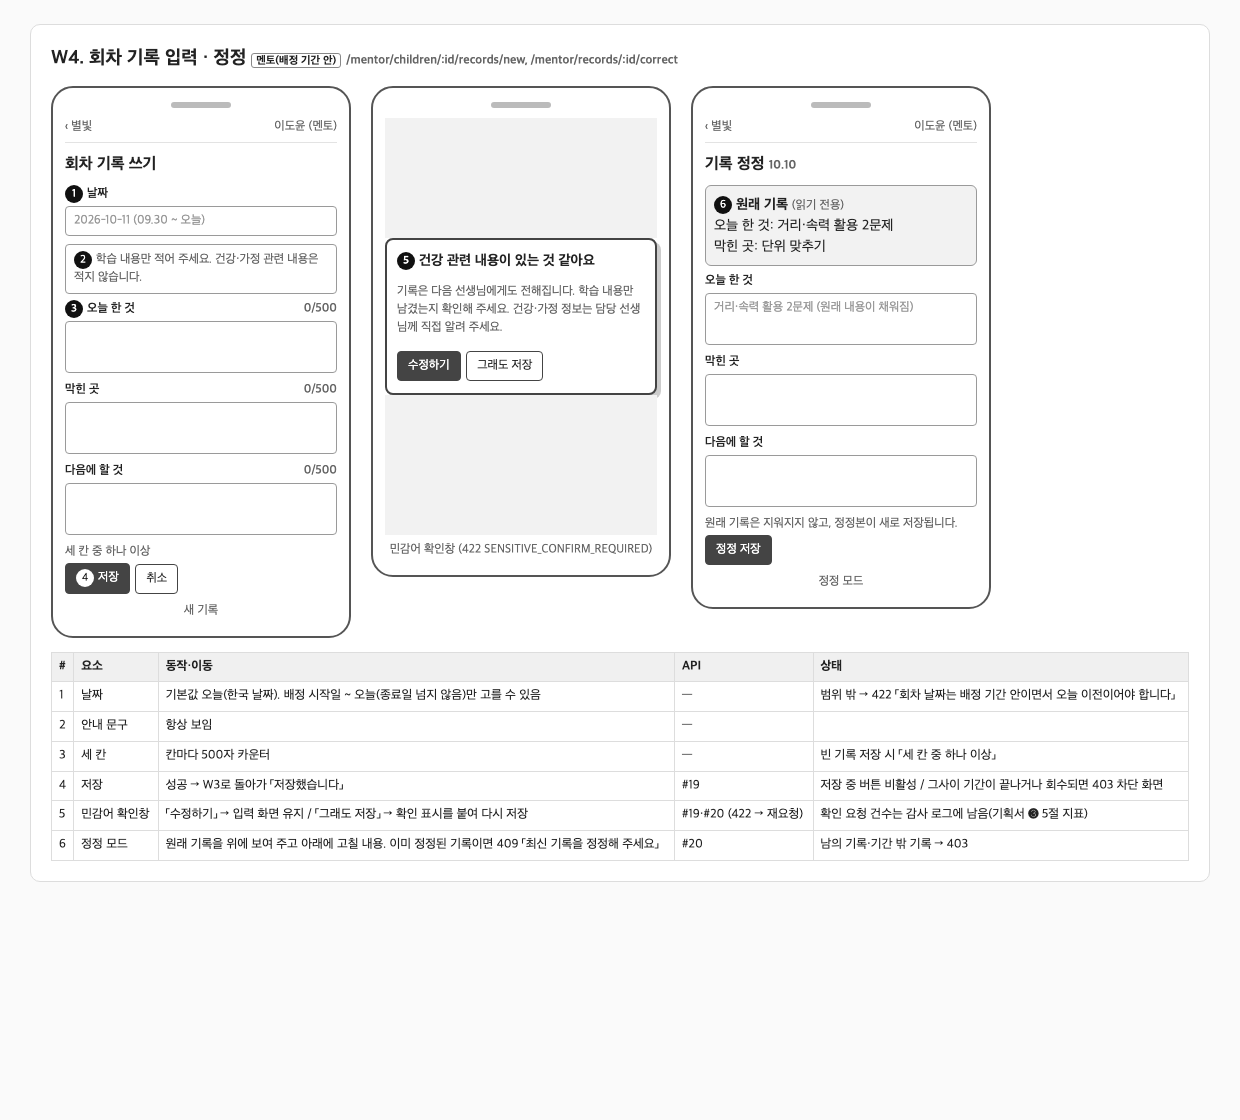 W4. 회차 기록 입력 · 정정 멘토(배정 기간 안) /mentor/children/:id/records/new, /mentor/records/:id/correct
‹ 별빛 이도윤 (멘토)
회차 기록 쓰기
1 날짜
2026-10-11 (09.30 ~ 오늘)
2 학습 내용만 적어 주세요. 건강·가정 관련 내용은
적지 않습니다.
3 오늘 한 것 0/500
막힌 곳 0/500
다음에 할 것 0/500
세 칸 중 하나 이상
4 저장 취소
새 기록
5 건강 관련 내용이 있는 것 같아요
기록은 다음 선생님에게도 전해집니다. 학습 내용만
남겼는지 확인해 주세요. 건강·가정 정보는 담당 선생
님께 직접 알려 주세요.
수정하기 그래도 저장
민감어 확인창 (422 SENSITIVE_CONFIRM_REQUIRED)
‹ 별빛 이도윤 (멘토)
기록 정정 10.10
6 원래 기록 (읽기 전용)
오늘 한 것: 거리·속력 활용 2문제
막힌 곳: 단위 맞추기
오늘 한 것
거리·속력 활용 2문제 (원래 내용이 채워짐)
막힌 곳
다음에 할 것
원래 기록은 지워지지 않고, 정정본이 새로 저장됩니다.
정정 저장
정정 모드
# 요소 동작·이동 API 상태
1 날짜 기본값 오늘(한국 날짜). 배정 시작일 ~ 오늘(종료일 넘지 않음)만 고를 수 있음 — 범위 밖 → 422 「회차 날짜는 배정 기간 안이면서 오늘 이전이어야 합니다」
2 안내 문구 항상 보임 —
3 세 칸 칸마다 500자 카운터 — 빈 기록 저장 시 「세 칸 중 하나 이상」
4 저장 성공 → W3로 돌아가 「저장했습니다」 #19 저장 중 버튼 비활성 / 그사이 기간이 끝나거나 회수되면 403 차단 화면
5 민감어 확인창 「수정하기」 → 입력 화면 유지 / 「그래도 저장」 → 확인 표시를 붙여 다시 저장 #19·#20 (422 → 재요청) 확인 요청 건수는 감사 로그에 남음(기획서 ❸ 5절 지표)
6 정정 모드 원래 기록을 위에 보여 주고 아래에 고칠 내용. 이미 정정된 기록이면 409 「최신 기록을 정정해 주세요」 #20 남의 기록·기간 밖 기록 → 403